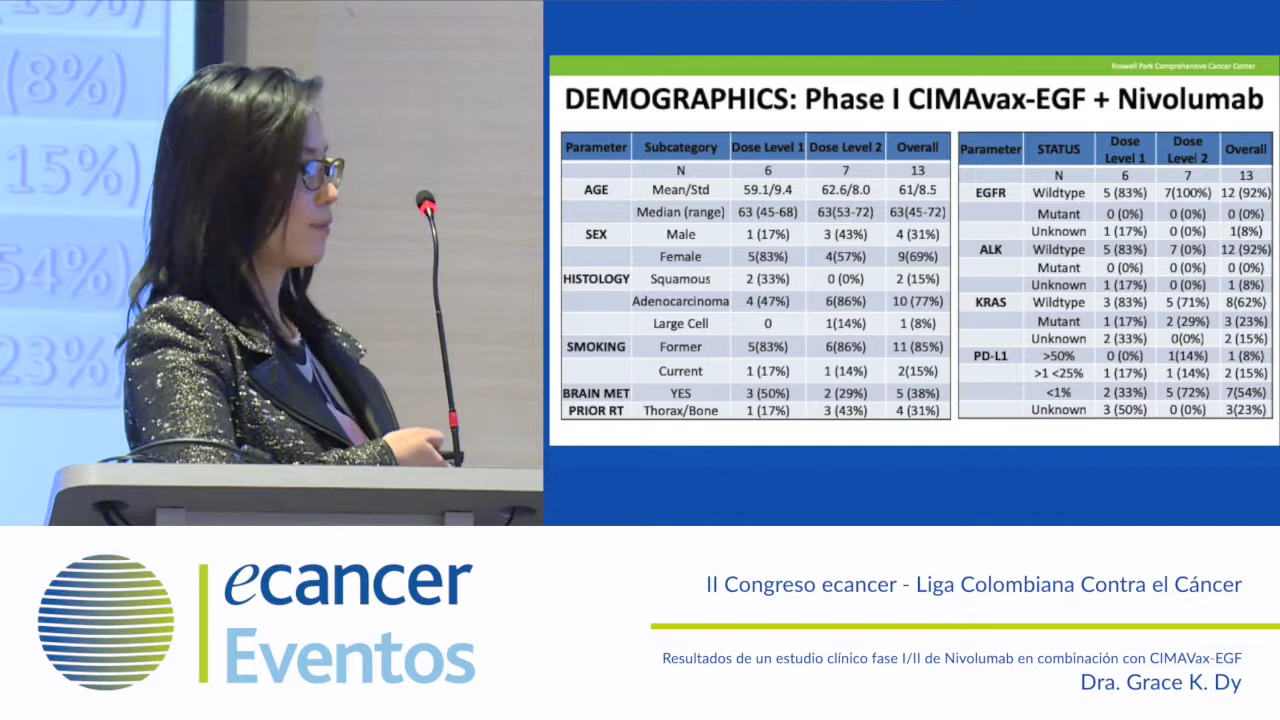 (8%)
15%)
54%)
23%)
Roswell Park Comprehensive Cancer Center
DEMOGRAPHICS: Phase I CIMAvax-EGF + Nivolumab
Parameter Subcategory Dose Level 1 Dose Level 2 Overall
N 6 7 13
AGE Mean/Std 59.1/9.4 62.6/8.0 61/8.5
Median (range) 63 (45-68) 63(53-72) 63(45-72)
SEX Male 1 (17%) 3 (43%) 4 (31%)
Female 5(83%) 4(57%) 9(69%)
HISTOLOGY Squamous 2 (33%) 0 (0%) 2 (15%)
Adenocarcinoma 4 (47%) 6(86%) 10 (77%)
Large Cell 0 1(14%) 1 (8%)
SMOKING Former 5(83%) 6(86%) 11 (85%)
Current 1 (17%) 1 (14%) 2(15%)
BRAIN MET YES 3 (50%) 2 (29%) 5 (38%)
PRIOR RT Thorax/Bone 1 (17%) 3 (43%) 4 (31%)
Parameter STATUS Dose Level 1 Dose Level 2 Overall
N 6 7 13
EGFR Wildtype 5 (83%) 7(100%) 12 (92%)
Mutant 0 (0%) 0 (0%) 0 (0%)
Unknown 1 (17%) 0 (0%) 1(8%)
ALK Wildtype 5 (83%) 7 (0%) 12 (92%)
Mutant 0 (0%) 0 (0%) 0 (0%)
Unknown 1 (17%) 0 (0%) 1 (8%)
KRAS Wildtype 3 (83%) 5 (71%) 8(62%)
Mutant 1 (17%) 2 (29%) 3 (23%)
Unknown 2 (33%) 0(0%) 2 (15%)
PD-L1 >50% 0 (0%) 1(14%) 1 (8%)
>1 <25% 1 (17%) 1 (14%) 2 (15%)
<1% 2 (33%) 5 (72%) 7(54%)
Unknown 3 (50%) 0 (0%) 3(23%)
ecancer
Eventos
II Congreso ecancer - Liga Colombiana Contra el Cáncer
Resultados de un estudio clínico fase I/II de Nivolumab en combinación con CIMAVax-EGF
Dra. Grace K. Dy